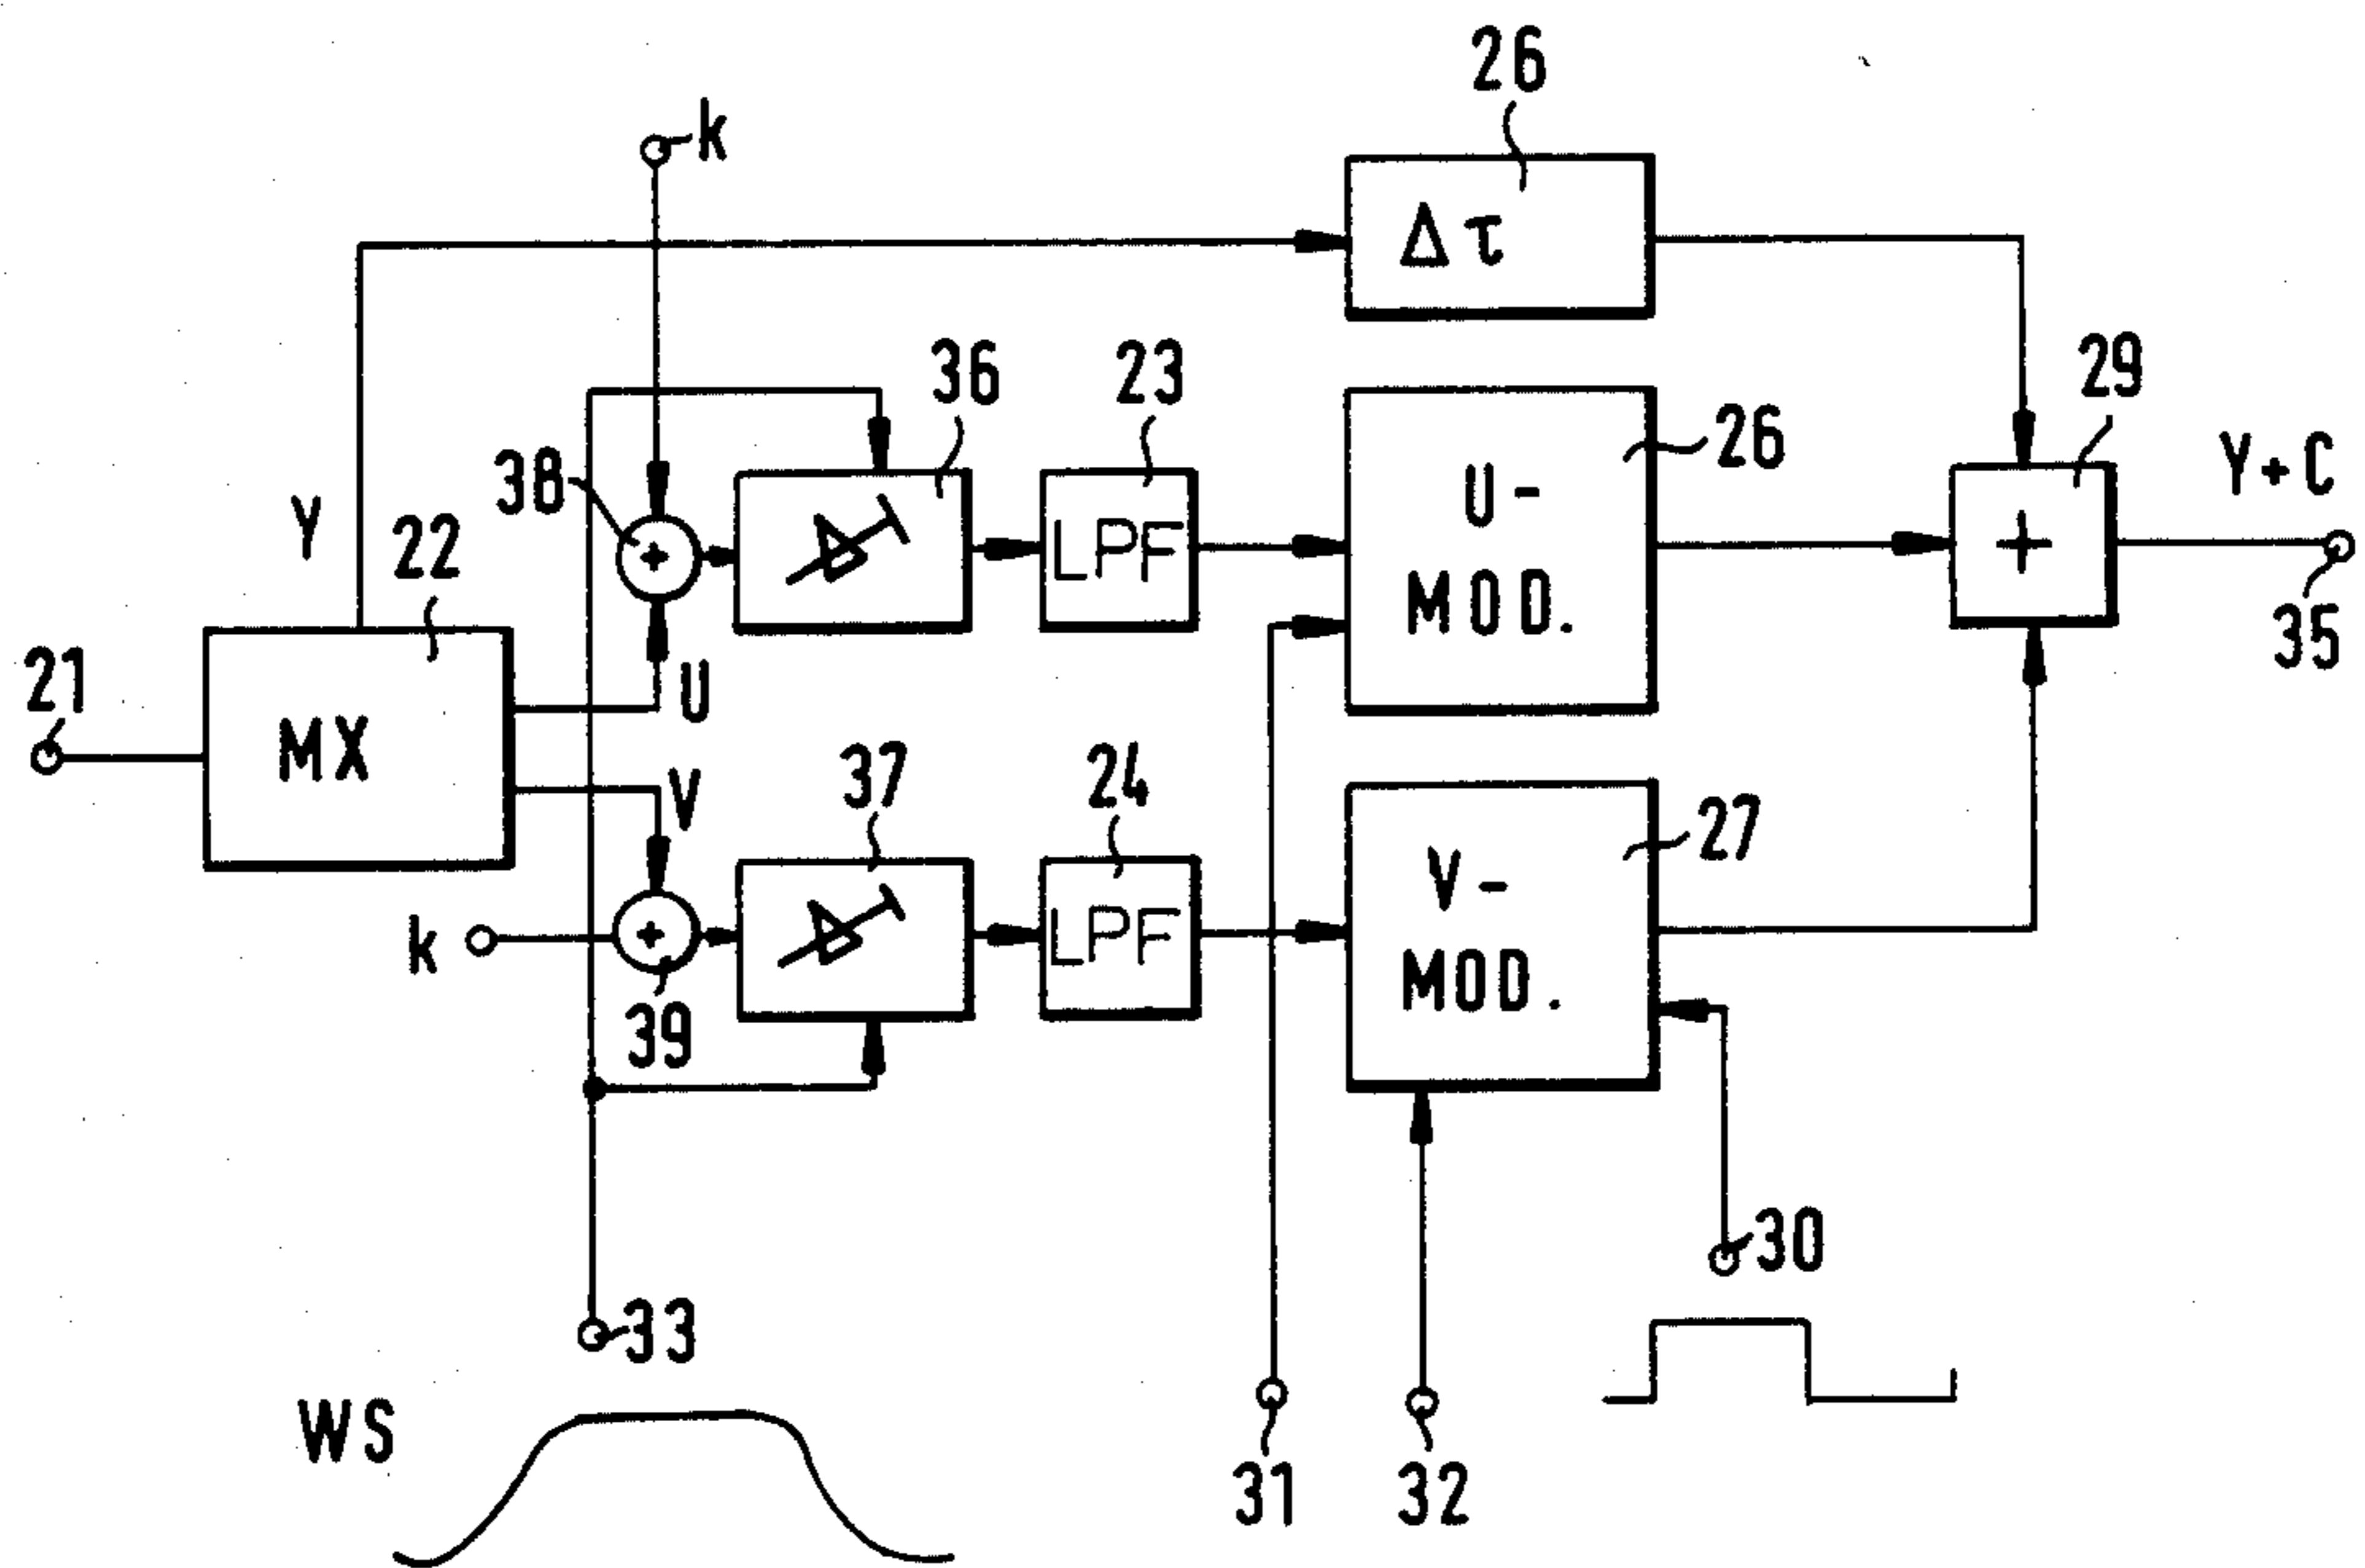 26
k
Δτ
36
23
29
38
26
Y+C
Y
22
+
LPF
U-
MOD.
+
35
21
U
MX
V
37
24
27
k
+
LPF
V-
MOD.
39
30
33
WS
31
32